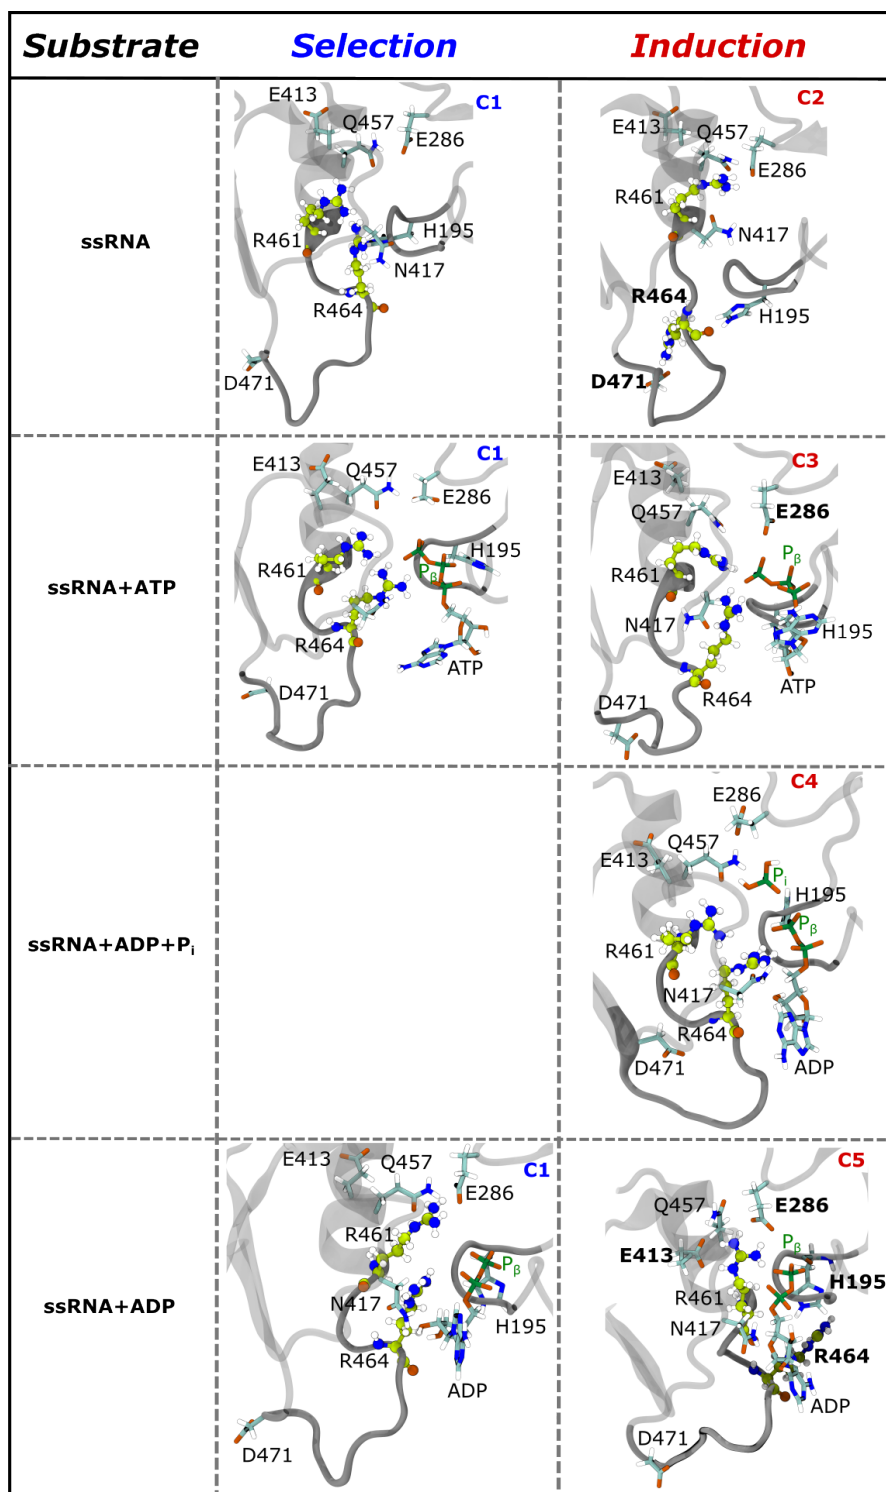 Substrate Selection Induction
ssRNA
C1
E413
Q457
E286
R461
H195
N417
R464
D471
C2
E413
Q457
E286
R461
N417
R464
H195
D471
ssRNA+ATP
C1
E413
Q457
E286
H195
R461
Pβ
R464
ATP
D471
C3
E413
E286
Q457
Pβ
R461
N417
H195
ATP
R464
D471
ssRNA+ADP+Pi
C4
E286
Q457
E413
Pi
H195
Pβ
R461
N417
R464
D471
ADP
ssRNA+ADP
E413
Q457
C1
E286
R461
Pβ
N417
H195
R464
ADP
D471
C5
Q457
E286
E413
Pβ
H195
R461
N417
R464
ADP
D471